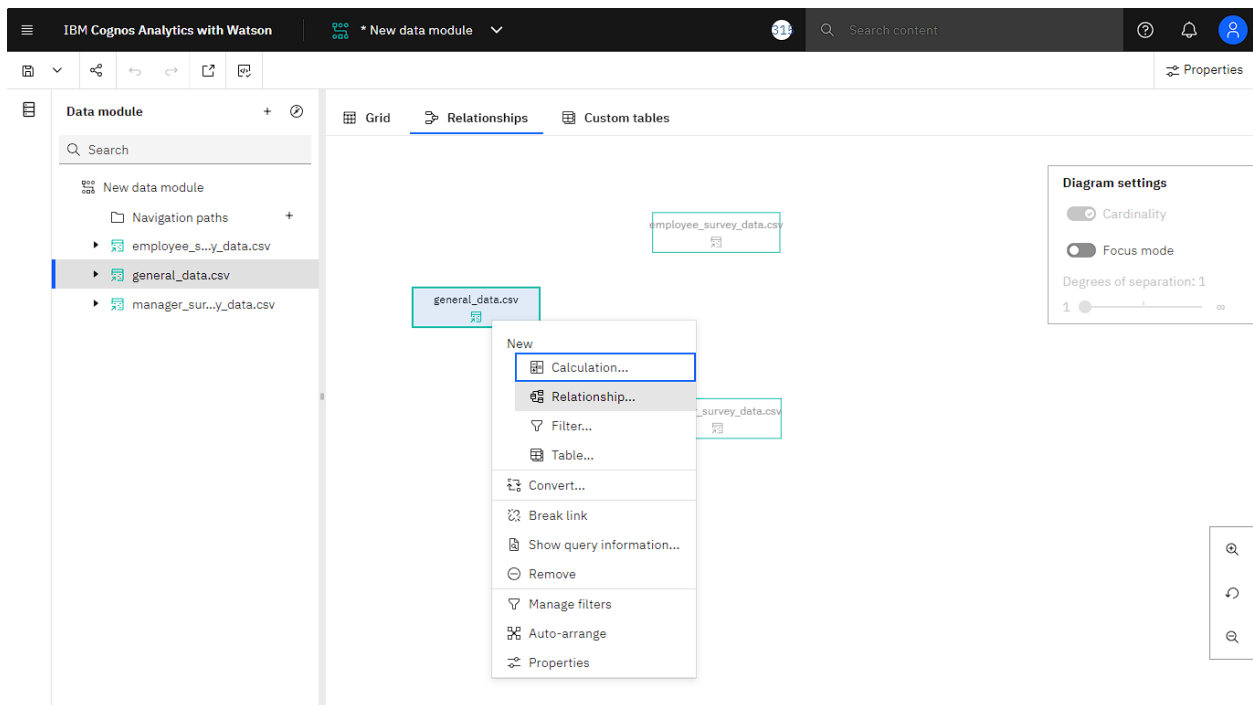 IBM Cognos Analytics with Watson
* New data module
Search content
Properties
Data module
Search
New data module
Navigation paths
employee_s...y_data.csv
general_data.csv
manager_sur...y_data.csv
Grid
Relationships
Custom tables
employee_survey_data.csv
general_data.csv
_survey_data.csv
New
Calculation...
Relationship...
Filter...
Table...
Convert...
Break link
Show query information...
Remove
Manage filters
Auto-arrange
Properties
Diagram settings
Cardinality
Focus mode
Degrees of separation: 1
1 ∞